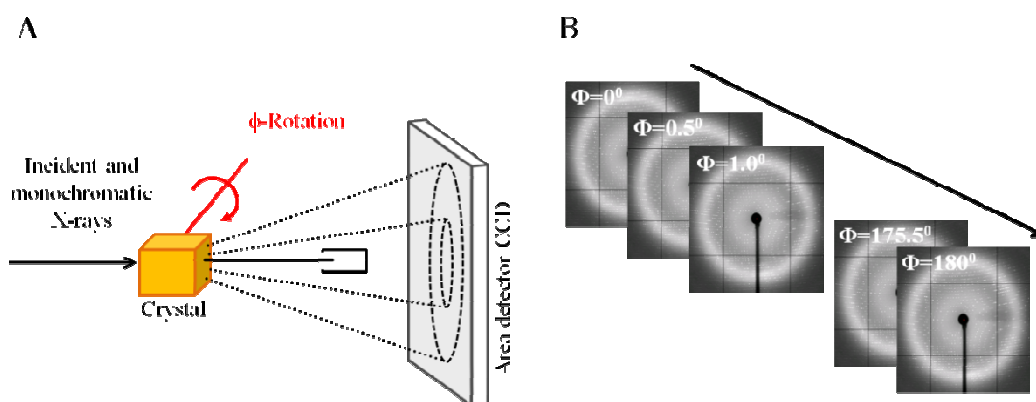 A
B
ϕ-Rotation
Incident and
monochromatic
X-rays
Crystal
Area detector CCD
Φ=0⁰
Φ=0.5⁰
Φ=1.0⁰
Φ=175.5⁰
Φ=180⁰